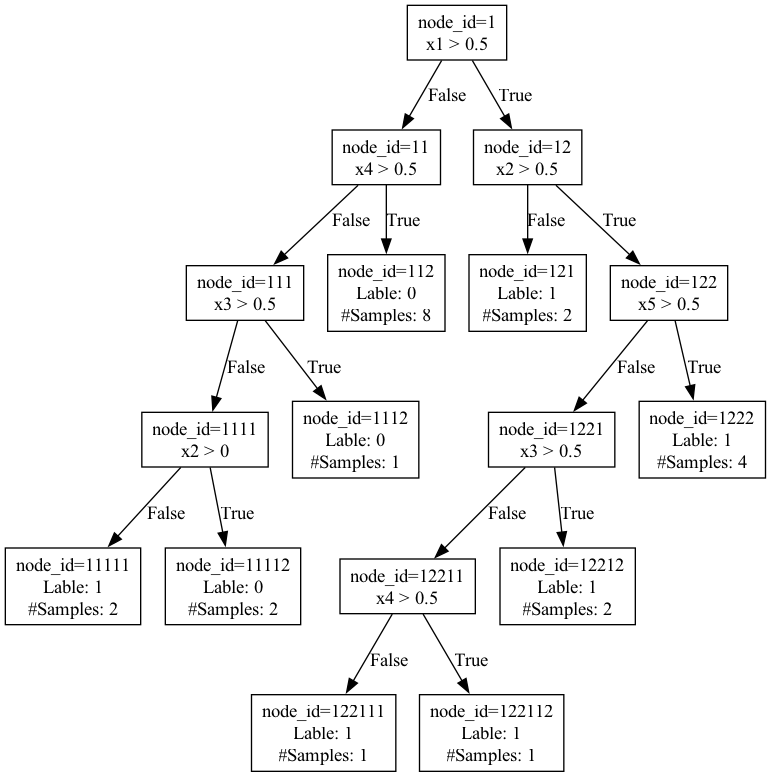 node_id=1
x1 > 0.5
False
True
node_id=11
x4 > 0.5
node_id=12
x2 > 0.5
False
True
False
True
node_id=111
x3 > 0.5
node_id=112
Lable: 0
#Samples: 8
node_id=121
Lable: 1
#Samples: 2
node_id=122
x5 > 0.5
False
True
False
True
node_id=1111
x2 > 0
node_id=1112
Lable: 0
#Samples: 1
node_id=1221
x3 > 0.5
node_id=1222
Lable: 1
#Samples: 4
False
True
False
True
node_id=11111
Lable: 1
#Samples: 2
node_id=11112
Lable: 0
#Samples: 2
node_id=12211
x4 > 0.5
node_id=12212
Lable: 1
#Samples: 2
False
True
node_id=122111
Lable: 1
#Samples: 1
node_id=122112
Lable: 1
#Samples: 1